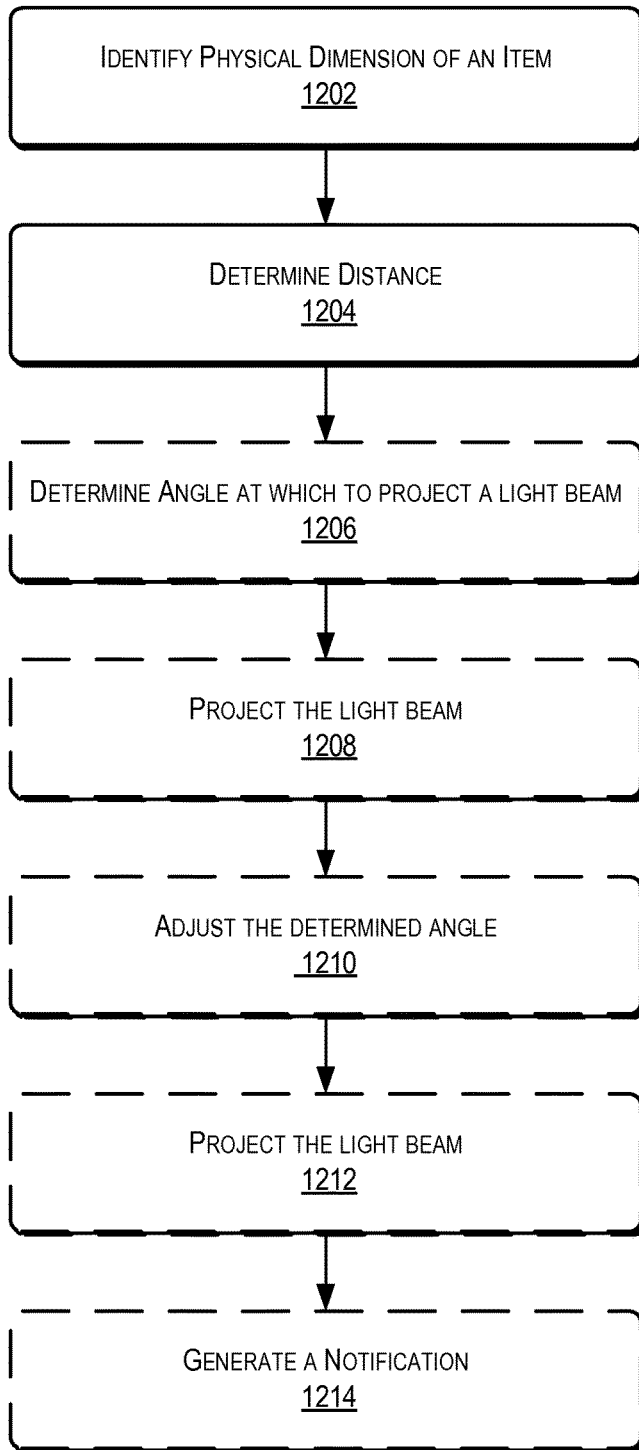 IDENTIFY PHYSICAL DIMENSION OF AN ITEM
1202
DETERMINE DISTANCE
1204
DETERMINE ANGLE AT WHICH TO PROJECT A LIGHT BEAM
1206
PROJECT THE LIGHT BEAM
1208
ADJUST THE DETERMINED ANGLE
1210
PROJECT THE LIGHT BEAM
1212
GENERATE A NOTIFICATION
1214